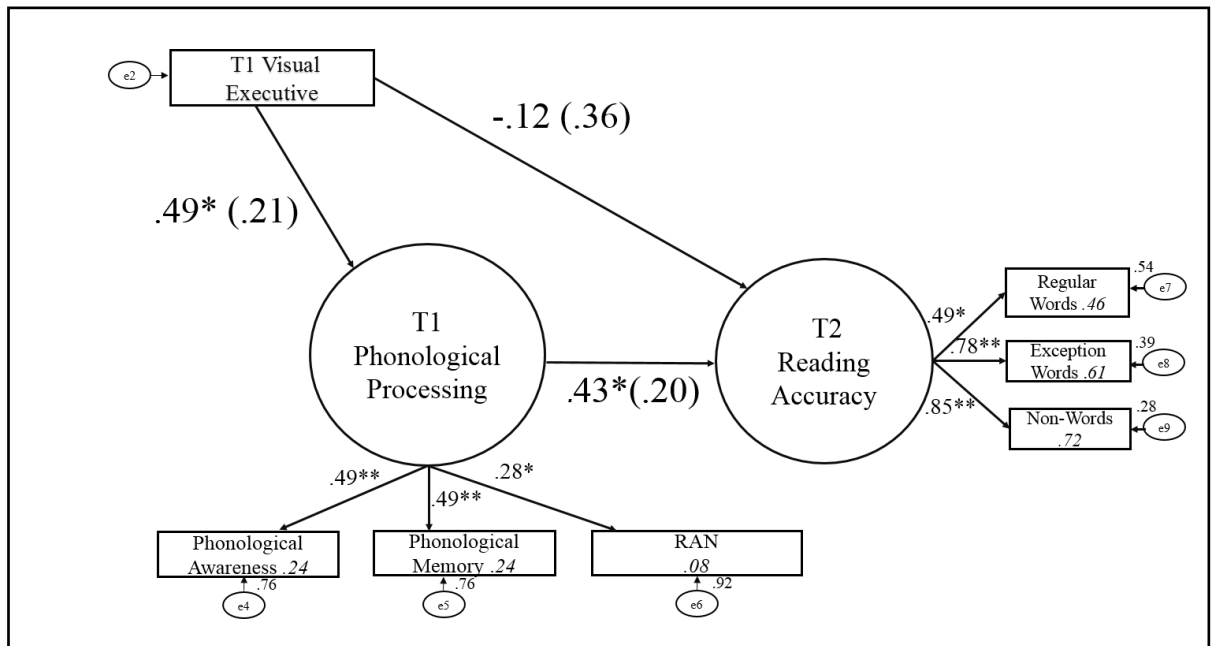 T1 Visual
Executive
e2
-.12 (.36)
.49* (.21)
T1
Phonological
Processing
.43*(.20)
T2
Reading
Accuracy
.49*
.78**
.85**
Regular
Words .46
.54
e7
Exception
Words .61
.39
e8
Non-Words
.72
.28
e9
.49**
.49**
.28*
Phonological
Awareness .24
.76
e4
Phonological
Memory .24
.76
e5
RAN
.08
.92
e6